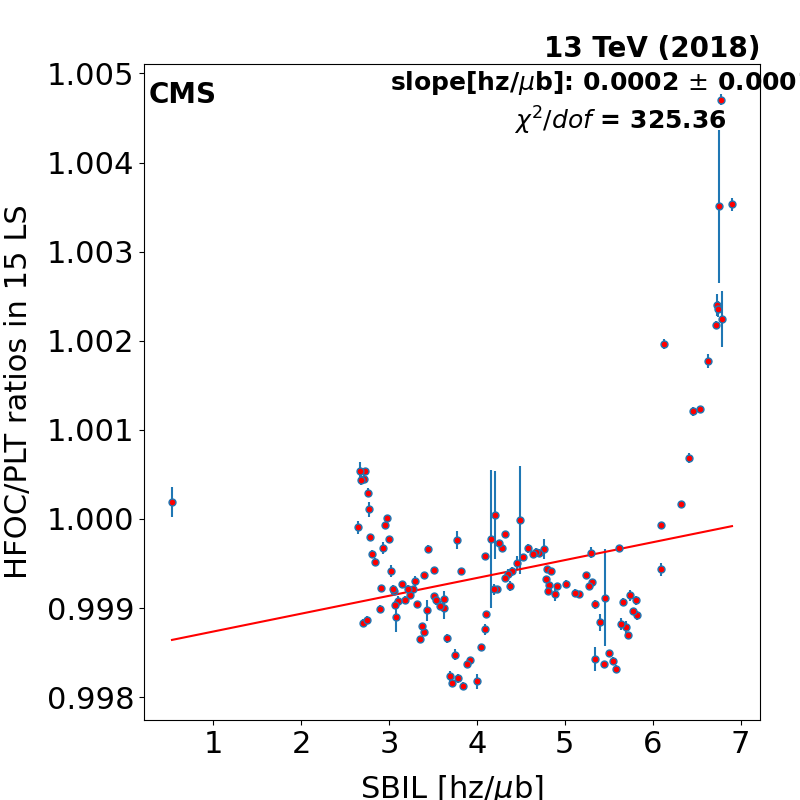 13 TeV (2018)
CMS
slope[hz/μb]: 0.0002 ± 0.000
χ²/dof = 325.36
HFOC/PLT ratios in 15 LS
1.005
1.004
1.003
1.002
1.001
1.000
0.999
0.998
1 2 3 4 5 6 7
SBIL [hz/μb]